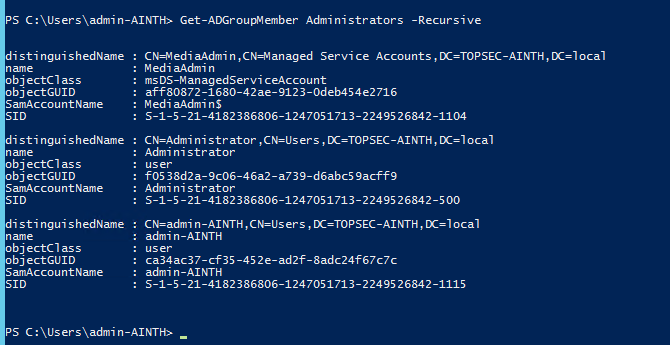 PS C:\Users\admin-AINTH> Get-ADGroupMember Administrators -Recursive
distinguishedName : CN=MediaAdmin,CN=Managed Service Accounts,DC=TOPSEC-AINTH,DC=local
name : MediaAdmin
objectClass : msDS-ManagedServiceAccount
objectGUID : aff80872-1680-42ae-9123-0deb454e2716
SamAccountName : MediaAdmin$
SID : S-1-5-21-4182386806-1247051713-2249526842-1104
distinguishedName : CN=Administrator,CN=Users,DC=TOPSEC-AINTH,DC=local
name : Administrator
objectClass : user
objectGUID : f0538d2a-9c06-46a2-a739-d6abc59acff9
SamAccountName : Administrator
SID : S-1-5-21-4182386806-1247051713-2249526842-500
distinguishedName : CN=admin-AINTH,CN=Users,DC=TOPSEC-AINTH,DC=local
name : admin-AINTH
objectClass : user
objectGUID : ca34ac37-cf35-452e-ad2f-8adc24f67c7c
SamAccountName : admin-AINTH
SID : S-1-5-21-4182386806-1247051713-2249526842-1115
PS C:\Users\admin-AINTH>